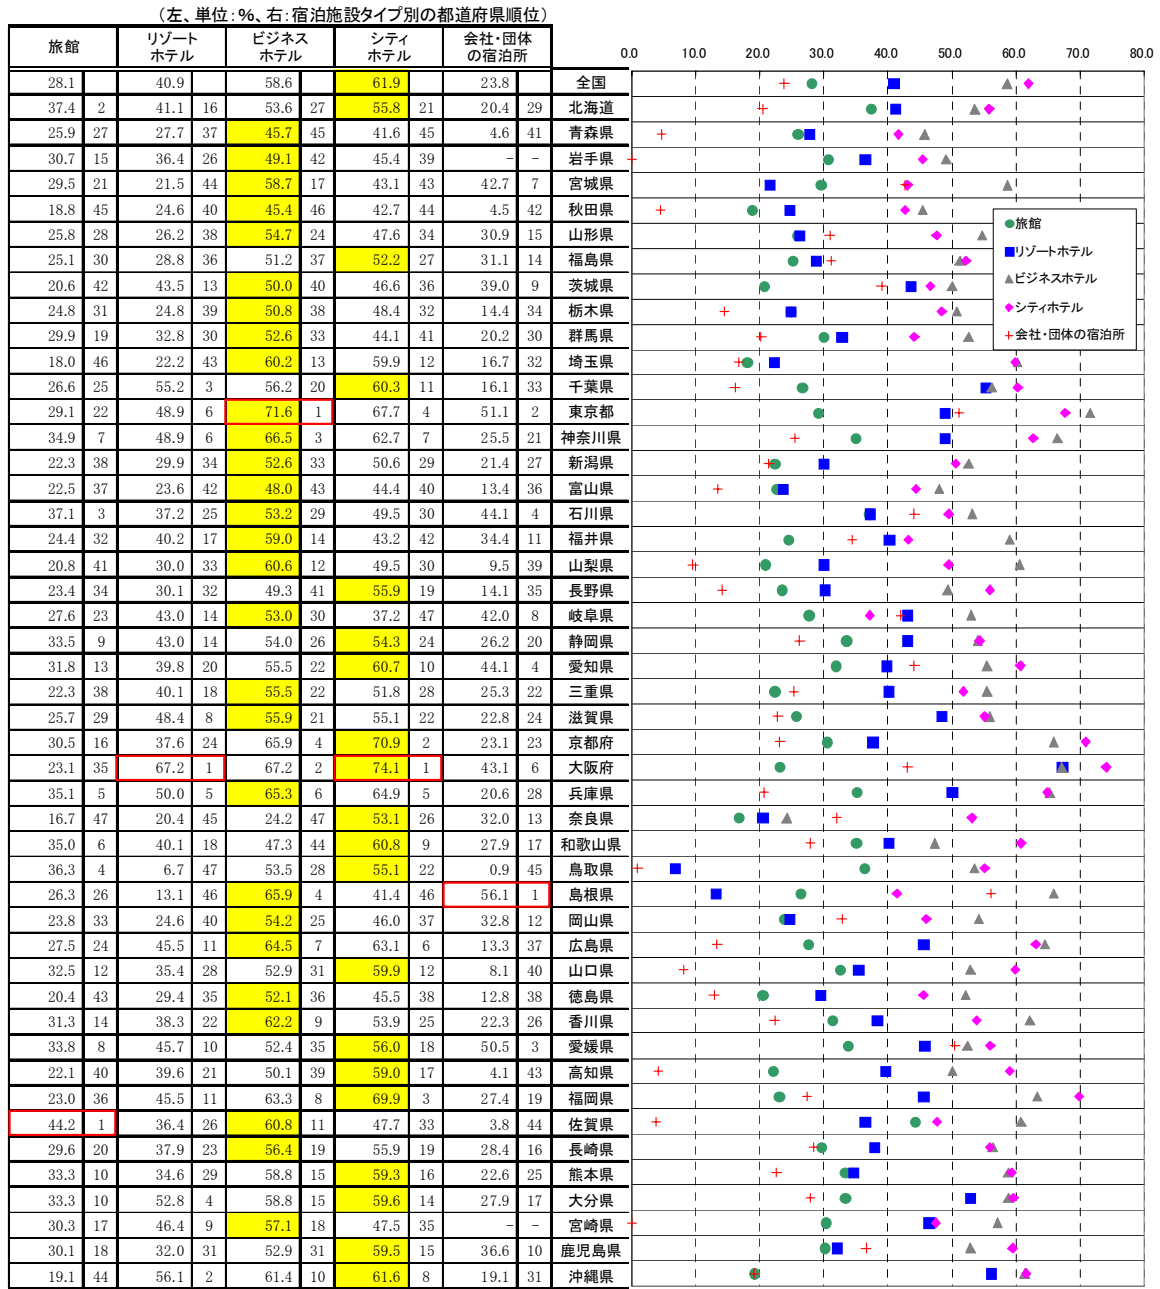 （左、単位：％、右：宿泊施設タイプ別の都道府県順位）
旅館 リゾートホテル ビジネスホテル シティホテル 会社・団体の宿泊所
0.0 10.0 20.0 30.0 40.0 50.0 60.0 70.0 80.0
28.1 40.9 58.6 61.9 23.8 全国
37.4 2 41.1 16 53.6 27 55.8 21 20.4 29 北海道
25.9 27 27.7 37 45.7 45 41.6 45 4.6 41 青森県
30.7 15 36.4 26 49.1 42 45.4 39 － － 岩手県
29.5 21 21.5 44 58.7 17 43.1 43 42.7 7 宮城県
18.8 45 24.6 40 45.4 46 42.7 44 4.5 42 秋田県
25.8 28 26.2 38 54.7 24 47.6 34 30.9 15 山形県
25.1 30 28.8 36 51.2 37 52.2 27 31.1 14 福島県
20.6 42 43.5 13 50.0 40 46.6 36 39.0 9 茨城県
24.8 31 24.8 39 50.8 38 48.4 32 14.4 34 栃木県
29.9 19 32.8 30 52.6 33 44.1 41 20.2 30 群馬県
18.0 46 22.2 43 60.2 13 59.9 12 16.7 32 埼玉県
26.6 25 55.2 3 56.2 20 60.3 11 16.1 33 千葉県
29.1 22 48.9 6 71.6 1 67.7 4 51.1 2 東京都
34.9 7 48.9 6 66.5 3 62.7 7 25.5 21 神奈川県
22.3 38 29.9 34 52.6 33 50.6 29 21.4 27 新潟県
22.5 37 23.6 42 48.0 43 44.4 40 13.4 36 富山県
37.1 3 37.2 25 53.2 29 49.5 30 44.1 4 石川県
24.4 32 40.2 17 59.0 14 43.2 42 34.4 11 福井県
20.8 41 30.0 33 60.6 12 49.5 30 9.5 39 山梨県
23.4 34 30.1 32 49.3 41 55.9 19 14.1 35 長野県
27.6 23 43.0 14 53.0 30 37.2 47 42.0 8 岐阜県
33.5 9 43.0 14 54.0 26 54.3 24 26.2 20 静岡県
31.8 13 39.8 20 55.5 22 60.7 10 44.1 4 愛知県
22.3 38 40.1 18 55.5 22 51.8 28 25.3 22 三重県
25.7 29 48.4 8 55.9 21 55.1 22 22.8 24 滋賀県
30.5 16 37.6 24 65.9 4 70.9 2 23.1 23 京都府
23.1 35 67.2 1 67.2 2 74.1 1 43.1 6 大阪府
35.1 5 50.0 5 65.3 6 64.9 5 20.6 28 兵庫県
16.7 47 20.4 45 24.2 47 53.1 26 32.0 13 奈良県
35.0 6 40.1 18 47.3 44 60.8 9 27.9 17 和歌山県
36.3 4 6.7 47 53.5 28 55.1 22 0.9 45 鳥取県
26.3 26 13.1 46 65.9 4 41.4 46 56.1 1 島根県
23.8 33 24.6 40 54.2 25 46.0 37 32.8 12 岡山県
27.5 24 45.5 11 64.5 7 63.1 6 13.3 37 広島県
32.5 12 35.4 28 52.9 31 59.9 12 8.1 40 山口県
20.4 43 29.4 35 52.1 36 45.5 38 12.8 38 徳島県
31.3 14 38.3 22 62.2 9 53.9 25 22.3 26 香川県
33.8 8 45.7 10 52.4 35 56.0 18 50.5 3 愛媛県
22.1 40 39.6 21 50.1 39 59.0 17 4.1 43 高知県
23.0 36 45.5 11 63.3 8 69.9 3 27.4 19 福岡県
44.2 1 36.4 26 60.8 11 47.7 33 3.8 44 佐賀県
29.6 20 37.9 23 56.4 19 55.9 19 28.4 16 長崎県
33.3 10 34.6 29 58.8 15 59.3 16 22.6 25 熊本県
33.3 10 52.8 4 58.8 15 59.6 14 27.9 17 大分県
30.3 17 46.4 9 57.1 18 47.5 35 － － 宮崎県
30.1 18 32.0 31 52.9 31 59.5 15 36.6 10 鹿児島県
19.1 44 56.1 2 61.4 10 61.6 8 19.1 31 沖縄県
旅館
リゾートホテル
ビジネスホテル
シティホテル
会社・団体の宿泊所